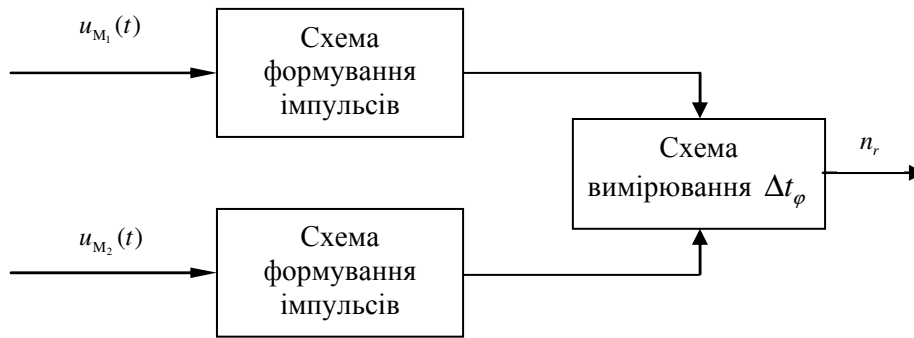 u_{M_1}(t)
Схема
формування
імпульсів
Схема
вимірювання Δt_φ
n_r
u_{M_2}(t)
Схема
формування
імпульсів